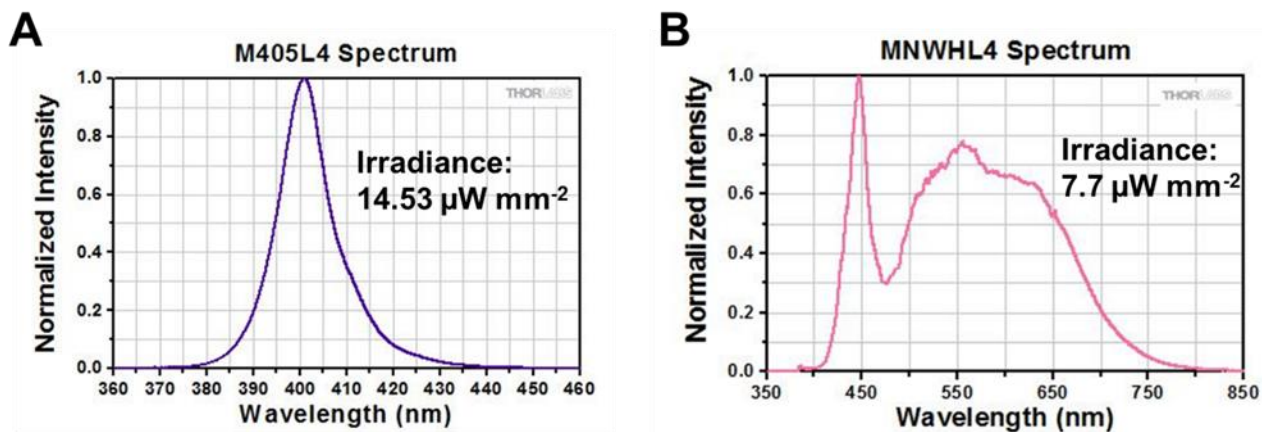 A
M405L4 Spectrum
Normalized Intensity
1.0
0.8
0.6
0.4
0.2
0.0
THORLABS
Irradiance:
14.53 µW mm-2
360 370 380 390 400 410 420 430 440 450 460
Wavelength (nm)
B
MNWHL4 Spectrum
Normalized Intensity
1.0
0.8
0.6
0.4
0.2
0.0
THORLABS
Irradiance:
7.7 µW mm-2
350 450 550 650 750 850
Wavelength (nm)